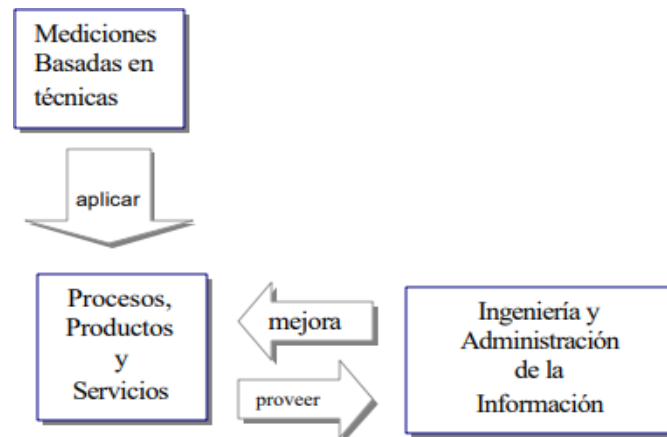 Mediciones
Basadas en
técnicas
aplicar
Procesos,
Productos
y
Servicios
mejora
proveer
Ingeniería y
Administración
de la
Información